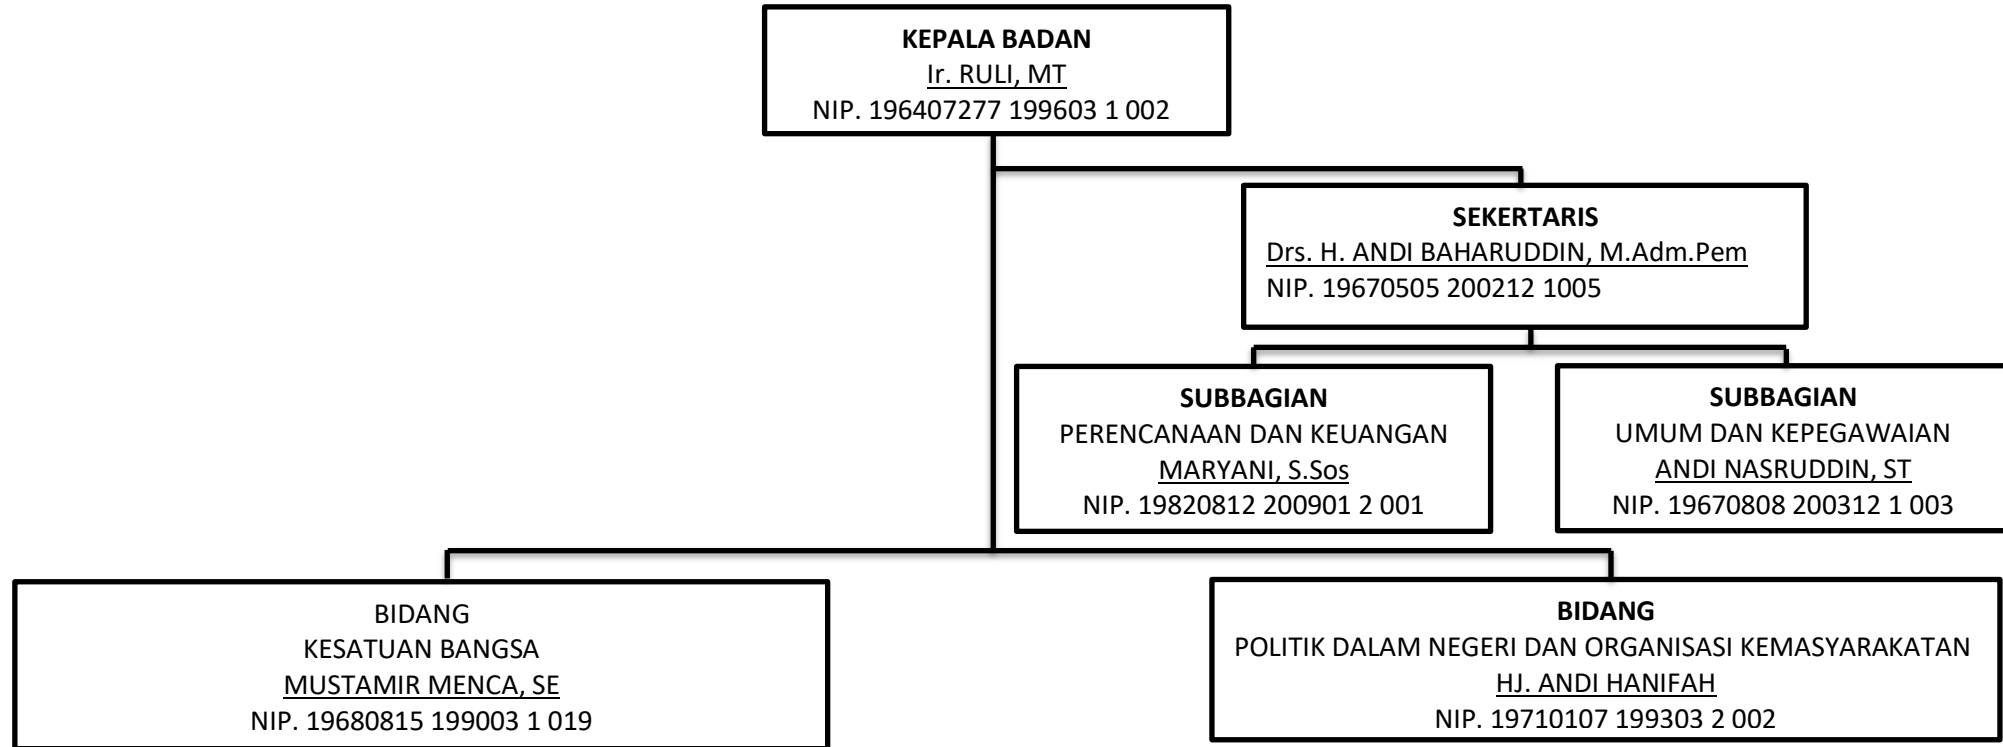 KEPALA BADAN
Ir. RULI, MT
NIP. 196407277 199603 1 002
SEKERTARIS
Drs. H. ANDI BAHARUDDIN, M.Adm.Pem
NIP. 19670505 200212 1005
SUBBAGIAN
PERENCANAAN DAN KEUANGAN
MARYANI, S.Sos
NIP. 19820812 200901 2 001
SUBBAGIAN
UMUM DAN KEPEGAWAIAN
ANDI NASRUDDIN, ST
NIP. 19670808 200312 1 003
BIDANG
KESATUAN BANGSA
MUSTAMIR MENCA, SE
NIP. 19680815 199003 1 019
BIDANG
POLITIK DALAM NEGERI DAN ORGANISASI KEMASYARAKATAN
HJ. ANDI HANIFAH
NIP. 19710107 199303 2 002